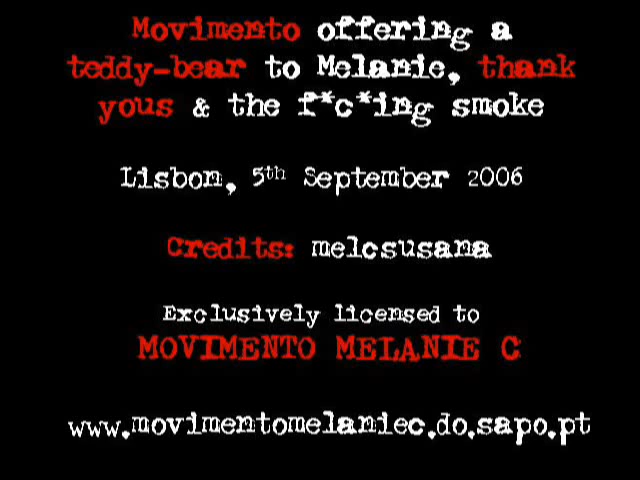 Movimento offering a
teddy-bear to Melanie, thank
yous & the f*c*ing smoke
Lisbon, 5th September 2006
Credits: melcsusana
Exclusively licensed to
MOVIMENTO MELANIE C
www.movimentomelaniec.do.sapo.pt